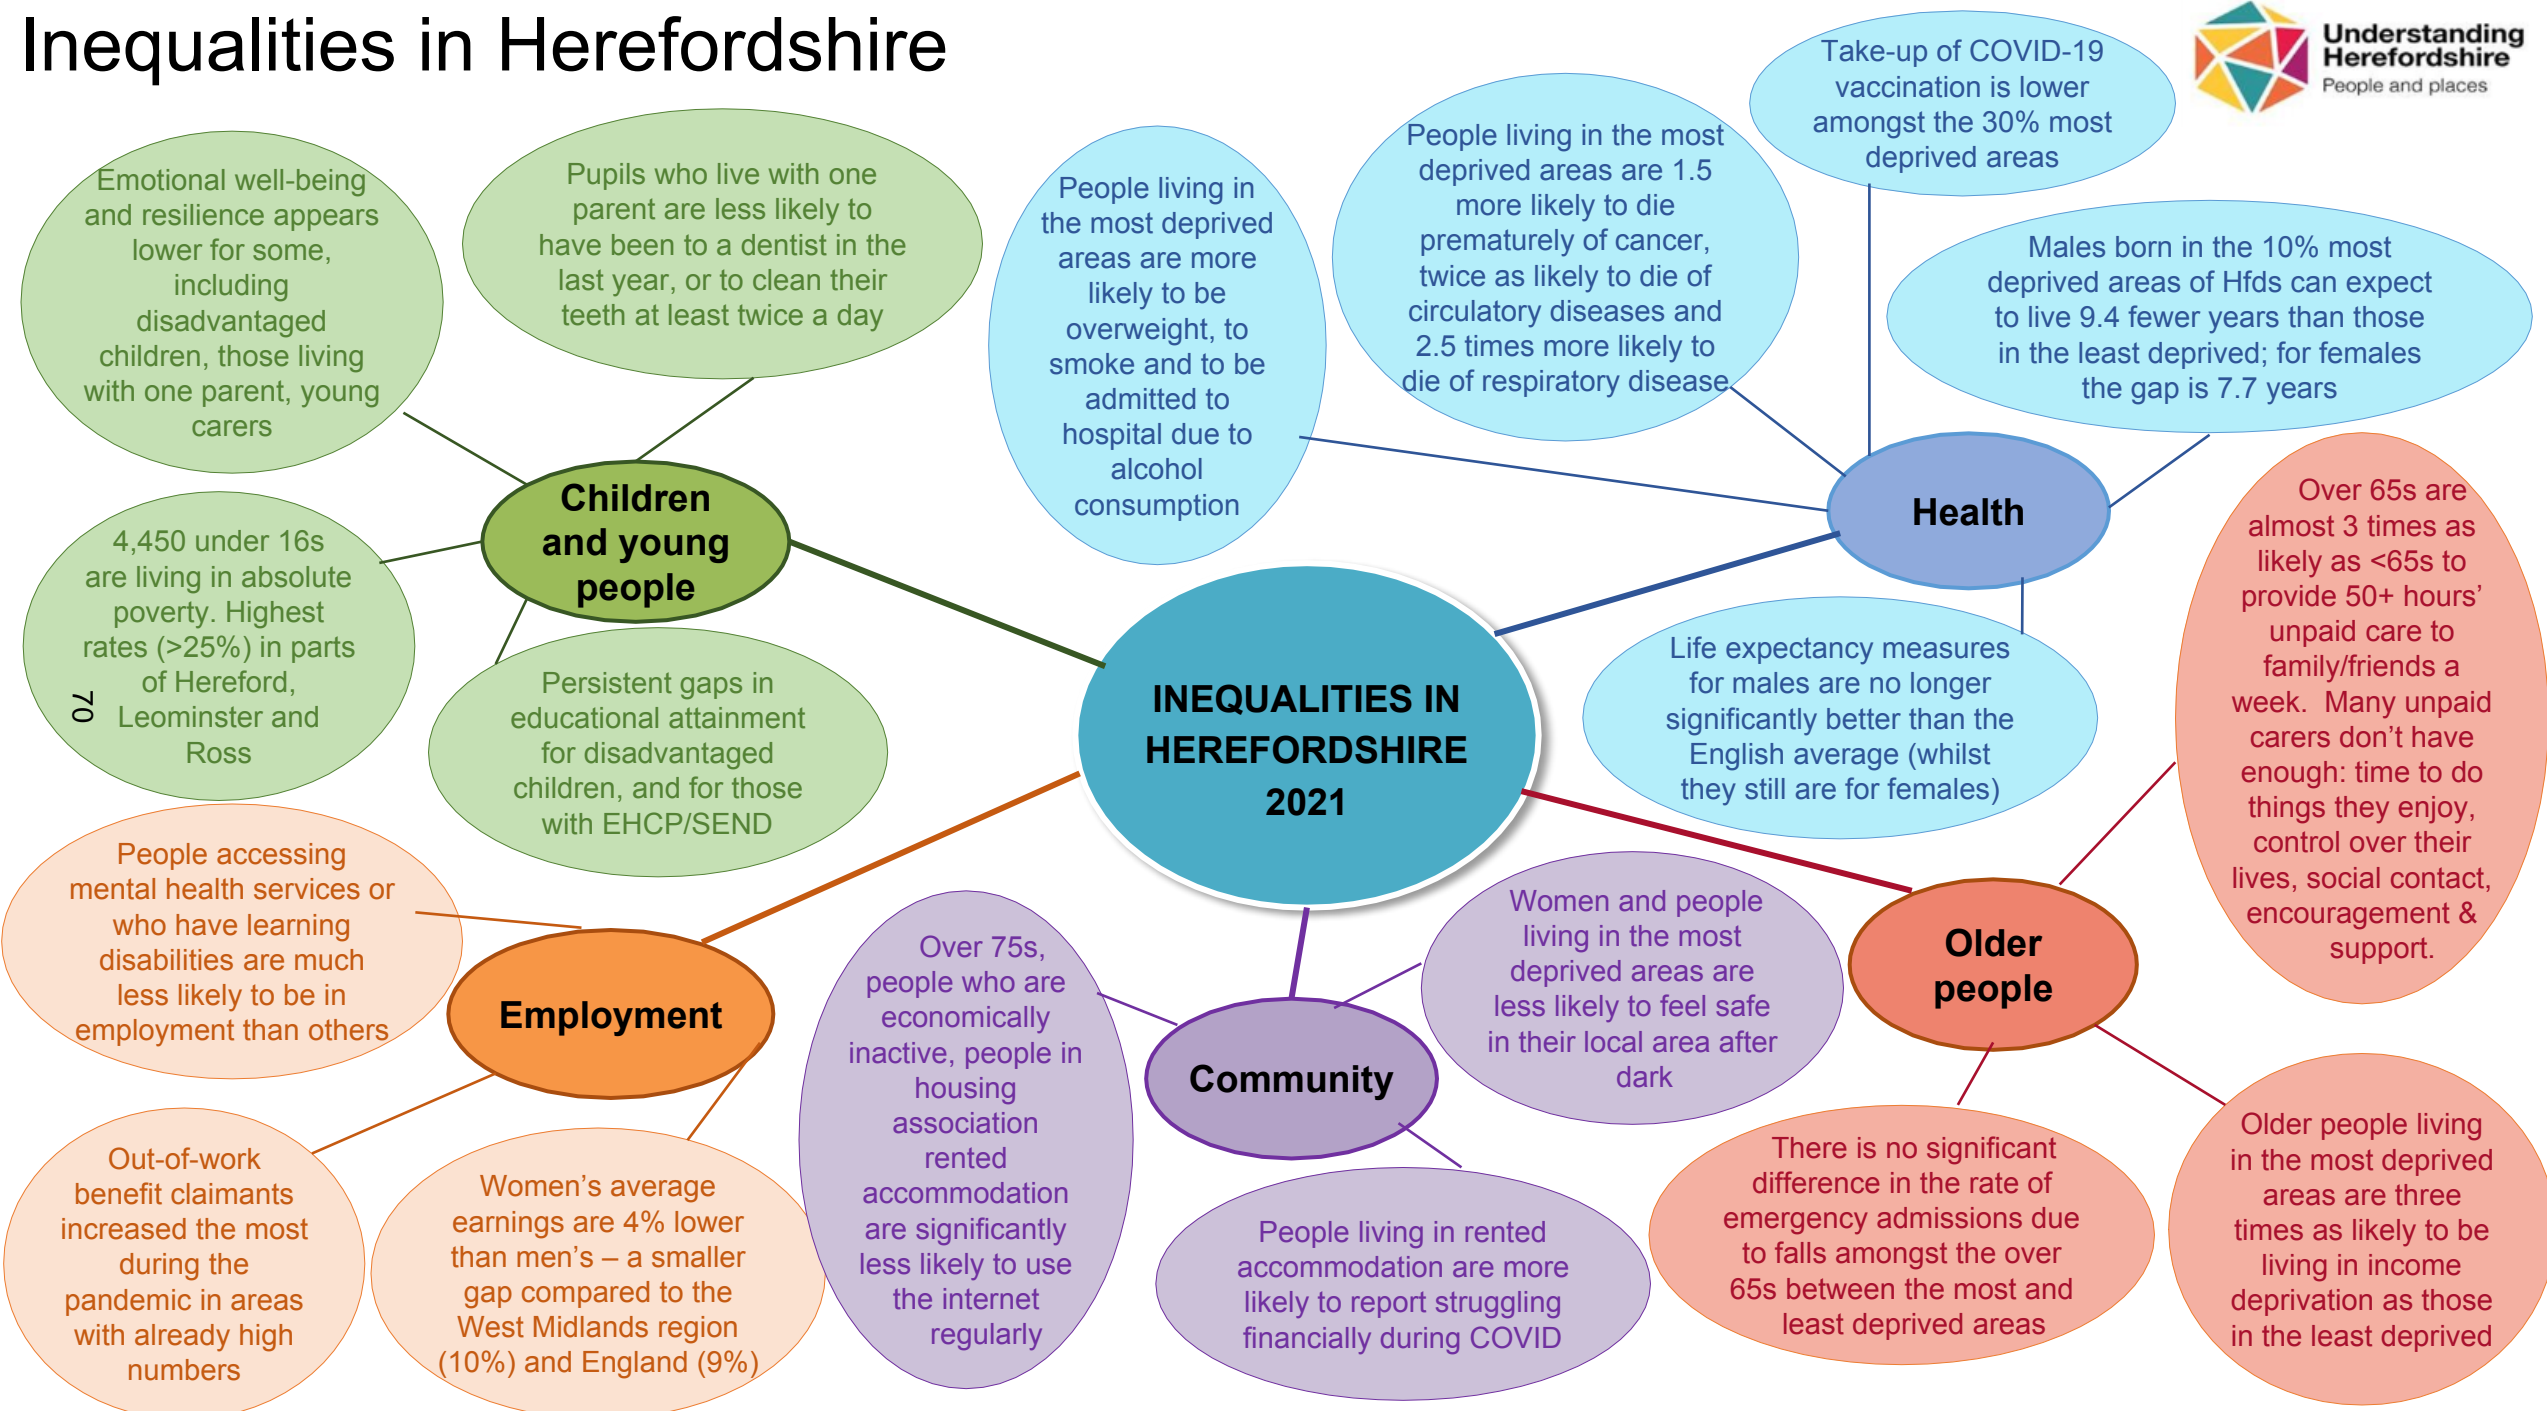 Inequalities in Herefordshire
Understanding
Herefordshire
People and places
Emotional well-being
and resilience appears
lower for some,
including
disadvantaged
children, those living
with one parent, young
carers
Pupils who live with one
parent are less likely to
have been to a dentist in the
last year, or to clean their
teeth at least twice a day
People living in
the most deprived
areas are more
likely to be
overweight, to
smoke and to be
admitted to
hospital due to
alcohol
consumption
People living in the most
deprived areas are 1.5
more likely to die
prematurely of cancer,
twice as likely to die of
circulatory diseases and
2.5 times more likely to
die of respiratory disease
Take-up of COVID-19
vaccination is lower
amongst the 30% most
deprived areas
Males born in the 10% most
deprived areas of Hfds can expect
to live 9.4 fewer years than those
in the least deprived; for females
the gap is 7.7 years
Children
and young
people
Health
4,450 under 16s
are living in absolute
poverty. Highest
rates (>25%) in parts
of Hereford,
Leominster and
Ross
70
Persistent gaps in
educational attainment
for disadvantaged
children, and for those
with EHCP/SEND
INEQUALITIES IN
HEREFORDSHIRE
2021
Life expectancy measures
for males are no longer
significantly better than the
English average (whilst
they still are for females)
Over 65s are
almost 3 times as
likely as <65s to
provide 50+ hours’
unpaid care to
family/friends a
week.  Many unpaid
carers don’t have
enough: time to do
things they enjoy,
control over their
lives, social contact,
encouragement &
support.
People accessing
mental health services or
who have learning
disabilities are much
less likely to be in
employment than others
Employment
Out-of-work
benefit claimants
increased the most
during the
pandemic in areas
with already high
numbers
Women’s average
earnings are 4% lower
than men’s – a smaller
gap compared to the
West Midlands region
(10%) and England (9%)
Over 75s,
people who are
economically
inactive, people in
housing
association
rented
accommodation
are significantly
less likely to use
the internet
regularly
Community
Women and people
living in the most
deprived areas are
less likely to feel safe
in their local area after
dark
People living in rented
accommodation are more
likely to report struggling
financially during COVID
Older
people
There is no significant
difference in the rate of
emergency admissions due
to falls amongst the over
65s between the most and
least deprived areas
Older people living
in the most deprived
areas are three
times as likely to be
living in income
deprivation as those
in the least deprived